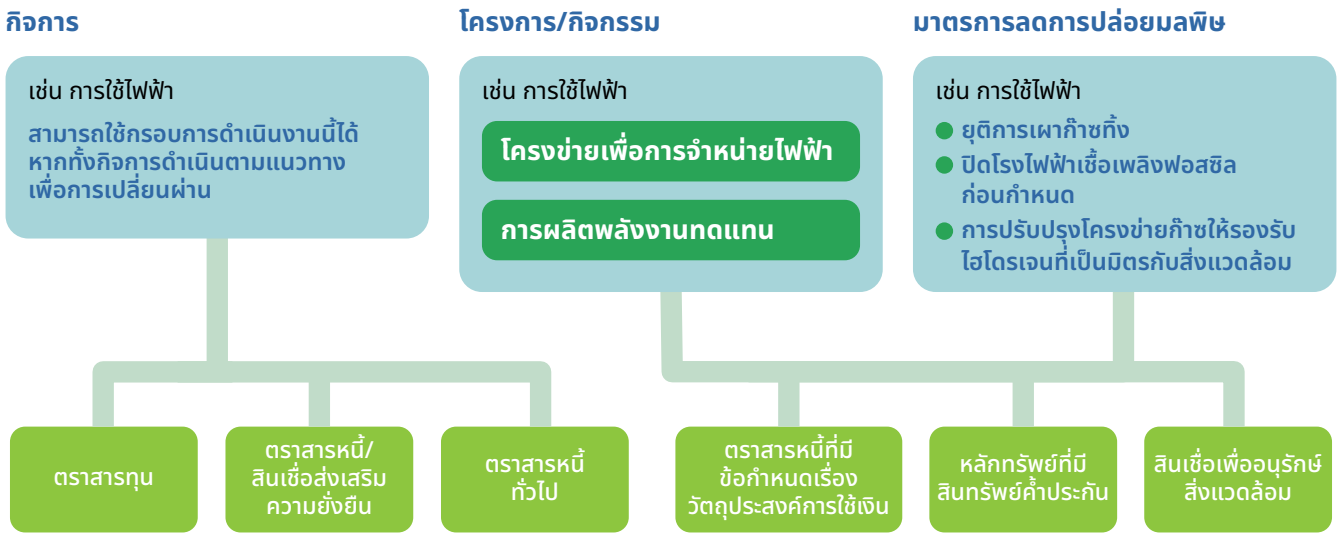 กิจการ
เช่น การใช้ไฟฟ้า
สามารถใช้กรอบการดำเนินงานนี้ได้
หากทั้งกิจการดำเนินตามแนวทาง
เพื่อการเปลี่ยนผ่าน
โครงการ/กิจกรรม
เช่น การใช้ไฟฟ้า
โครงข่ายเพื่อการจำหน่ายไฟฟ้า
การผลิตพลังงานทดแทน
มาตรการลดการปล่อยมลพิษ
เช่น การใช้ไฟฟ้า
ยุติการเผาก๊าซทิ้ง
ปิดโรงไฟฟ้าเชื้อเพลิงฟอสซิล
ก่อนกำหนด
การปรับปรุงโครงข่ายก๊าซให้รองรับ
ไฮโดรเจนที่เป็นมิตรกับสิ่งแวดล้อม
ตราสารทุน
ตราสารหนี้/
สินเชื่อส่งเสริม
ความยั่งยืน
ตราสารหนี้
ทั่วไป
ตราสารหนี้ที่มี
ข้อกำหนดเรื่อง
วัตถุประสงค์การใช้เงิน
หลักทรัพย์ที่มี
สินทรัพย์ค้ำประกัน
สินเชื่อเพื่ออนุรักษ์
สิ่งแวดล้อม